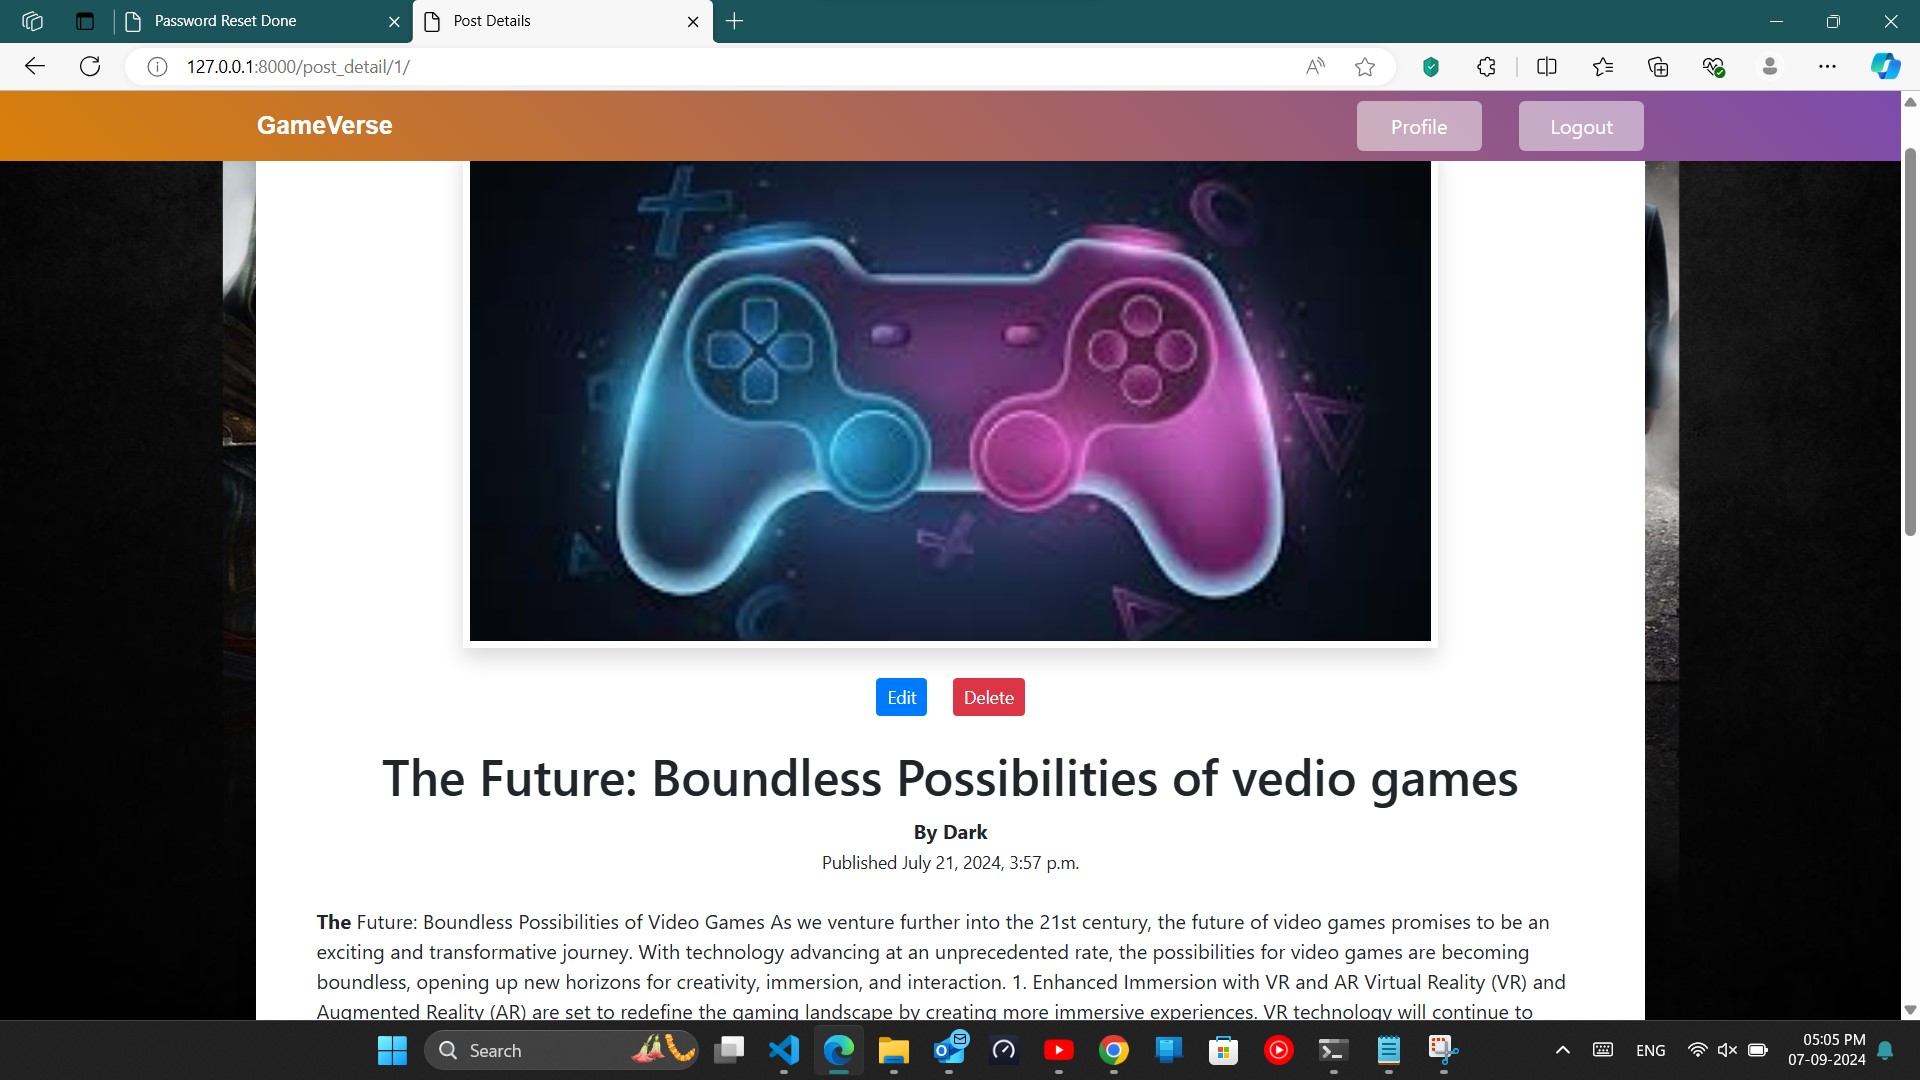 Password Reset Done
Post Details
127.0.0.1:8000/post_detail/1/
GameVerse
Profile
Logout
Edit
Delete
The Future: Boundless Possibilities of vedio games
By Dark
Published July 21, 2024, 3:57 p.m.
The Future: Boundless Possibilities of Video Games As we venture further into the 21st century, the future of video games promises to be an
exciting and transformative journey. With technology advancing at an unprecedented rate, the possibilities for video games are becoming
boundless, opening up new horizons for creativity, immersion, and interaction. 1. Enhanced Immersion with VR and AR Virtual Reality (VR) and
Augmented Reality (AR) are set to redefine the gaming landscape by creating more immersive experiences. VR technology will continue to
Search
ENG
05:05 PM
07-09-2024